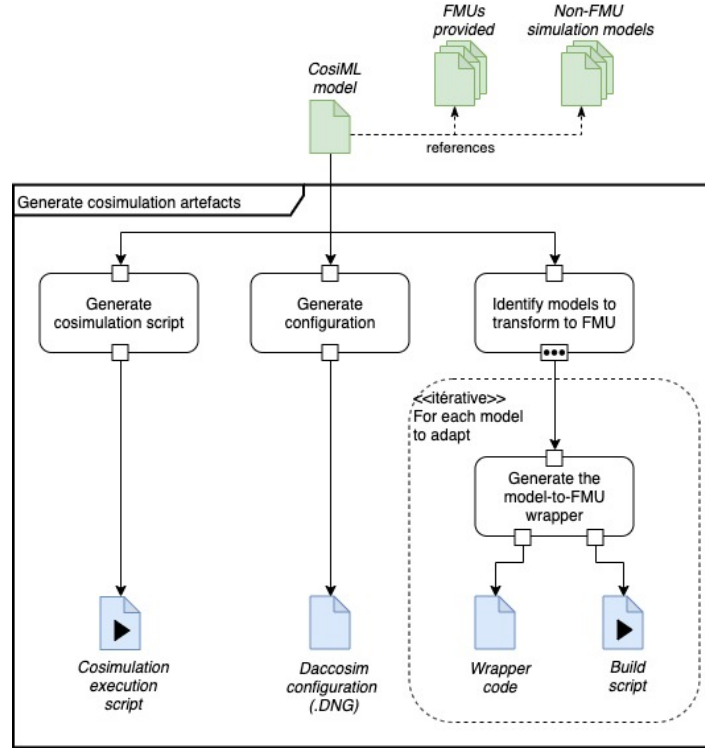 FMUs
provided
Non-FMU
simulation models
CosiML
model
references
Generate cosimulation artefacts
Generate
cosimulation script
Generate
configuration
Identify models to
transform to FMU
<<itérative>>
For each model
to adapt
Generate the
model-to-FMU
wrapper
Cosimulation
execution
script
Daccosim
configuration
(.DNG)
Wrapper
code
Build
script